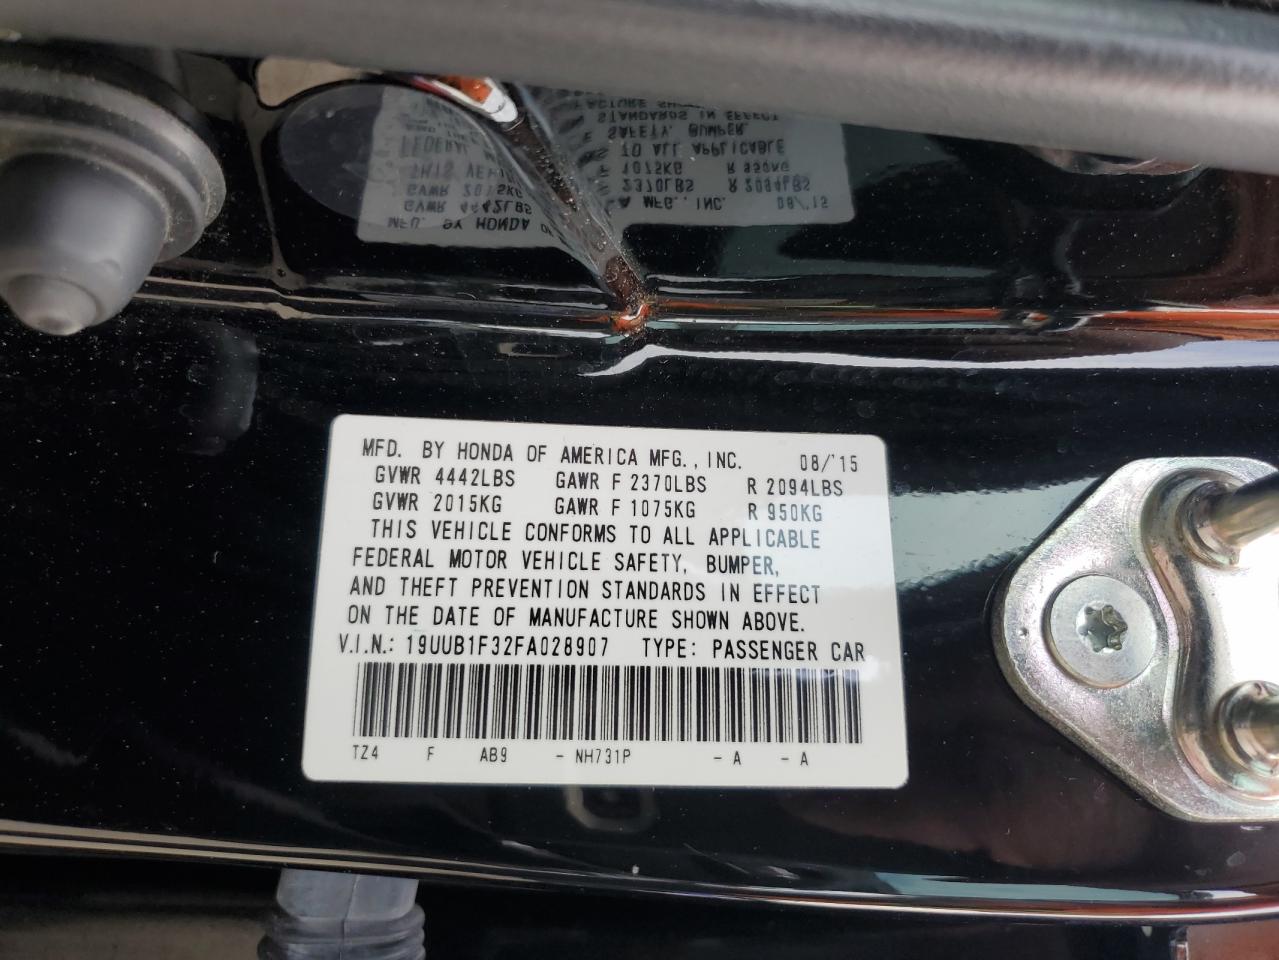 MFD. BY HONDA OF AMERICA MFG., INC. 08/'15
GVWR 4442LBS GAWR F 2370LBS R 2094LBS
GVWR 2015KG GAWR F 1075KG R 950KG
THIS VEHICLE CONFORMS TO ALL APPLICABLE
FEDERAL MOTOR VEHICLE SAFETY, BUMPER,
AND THEFT PREVENTION STANDARDS IN EFFECT
ON THE DATE OF MANUFACTURE SHOWN ABOVE.
V.I.N.: 19UUB1F32FA028907 TYPE: PASSENGER CAR
TZ4 F AB9 - NH731P - A - A